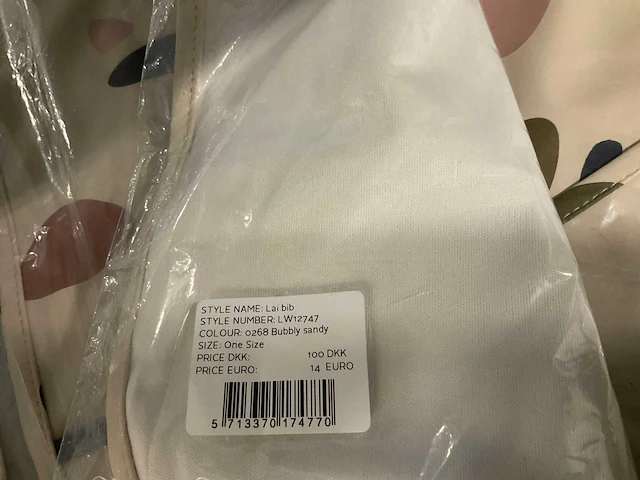 STYLE NAME: Lai bib
STYLE NUMBER: LW12747
COLOUR: 0268 Bubbly sandy
SIZE: One Size
PRICE DKK: 100 DKK
PRICE EURO: 14 EURO
5 713370 174770